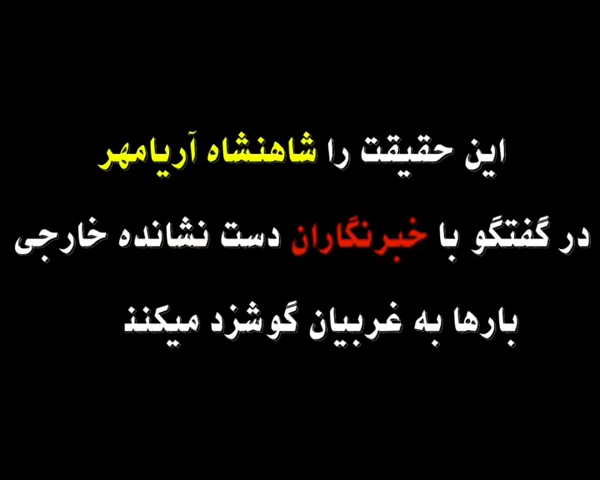 این حقیقت را شاهنشاه آریامهر
در گفتگو با خبرنگاران دست نشانده خارجی
بارها به غربیان گوشزد میکنند